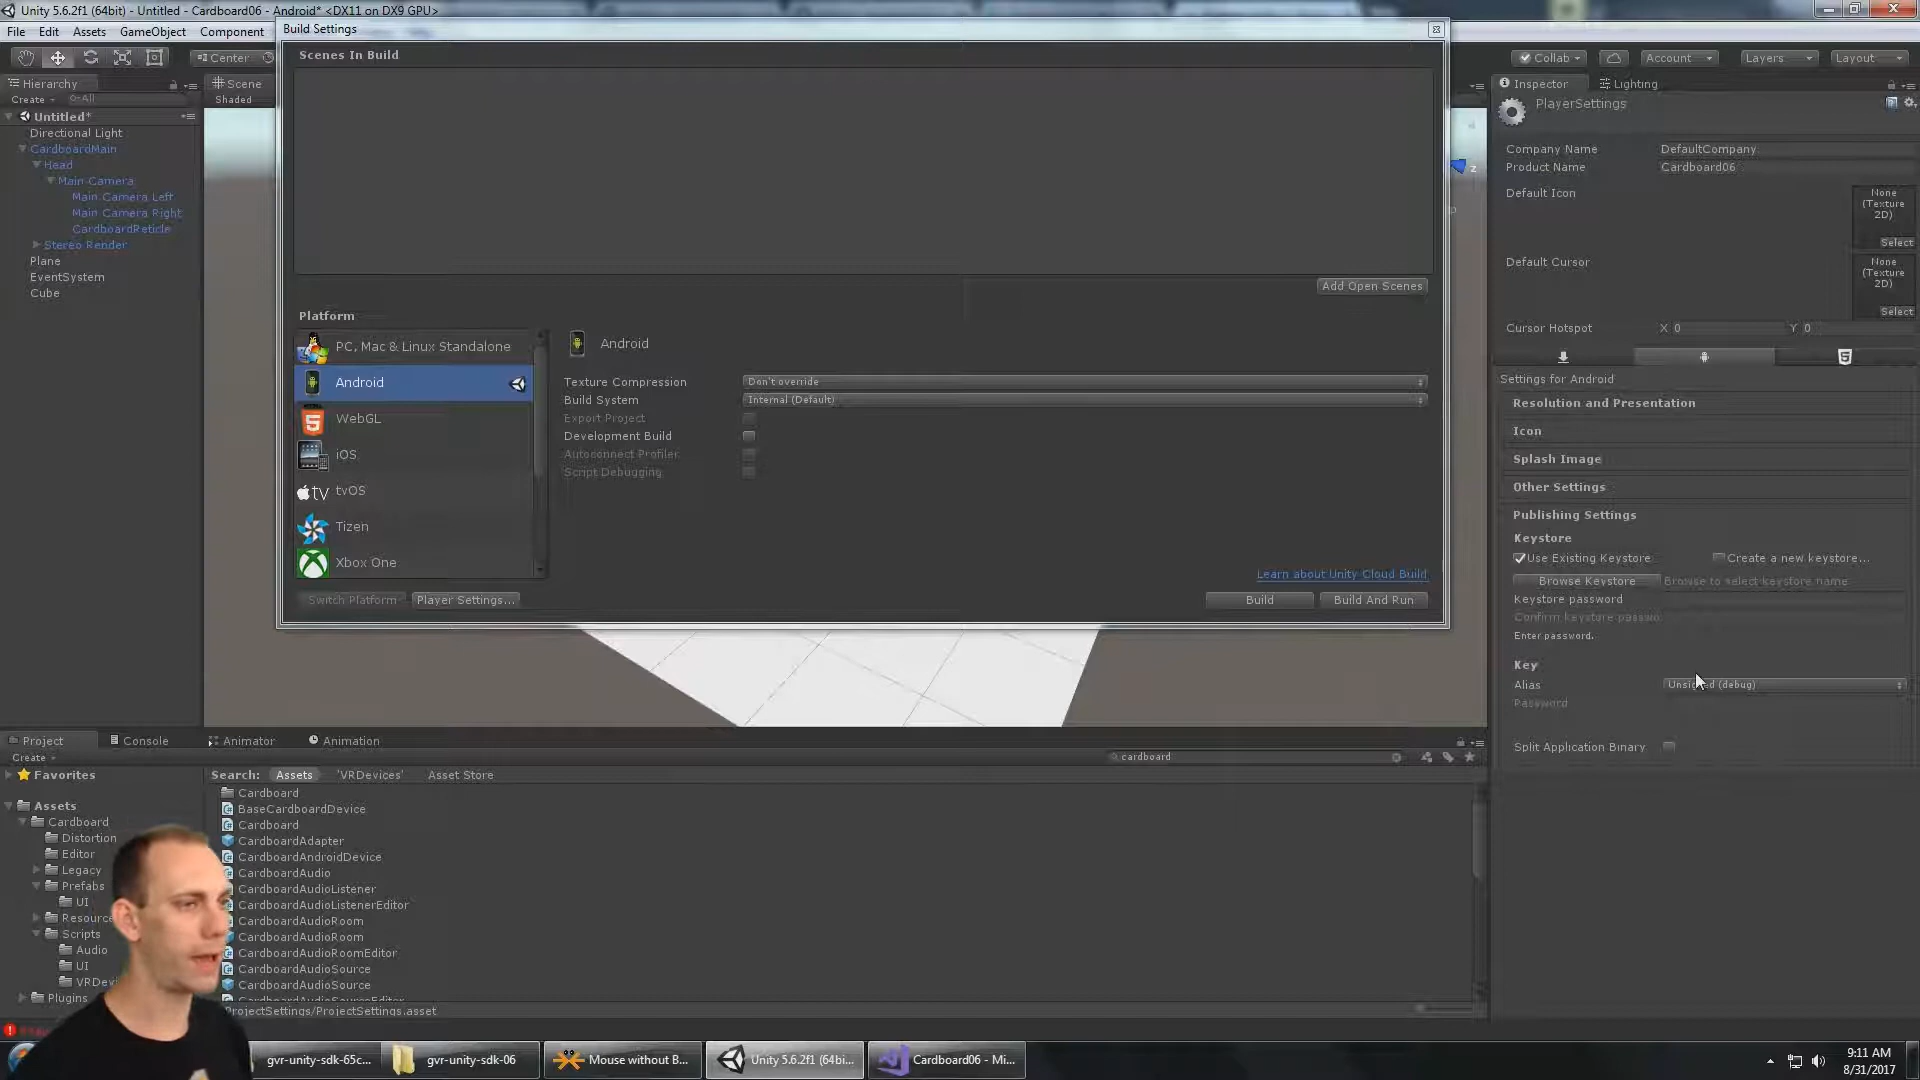 Unity 5.6.2f1 (64bit) - Untitled - Cardboard06 - Android* <DX11 on DX9 GPU>
File Edit Assets GameObject Component
Center
Collab
Account
Layers
Layout
Hierarchy
Create
All
Untitled*
Directional Light
CardboardMain
Head
Main Camera
Main Camera Left
Main Camera Right
CardboardReticle
Stereo Render
Plane
EventSystem
Cube
Scene
Shaded
z
Build Settings
Scenes In Build
Add Open Scenes
Platform
PC, Mac & Linux Standalone
Android
WebGL
iOS
tv tvOS
Tizen
Xbox One
Android
Texture Compression Don't override
Build System Internal (Default)
Export Project
Development Build
Autoconnect Profiler
Script Debugging
Learn about Unity Cloud Build
Switch Platform
Player Settings...
Build
Build And Run
Inspector
Lighting
PlayerSettings
Company Name DefaultCompany
Product Name Cardboard06
Default Icon
None
(Texture
2D)
Select
Default Cursor
None
(Texture
2D)
Select
Cursor Hotspot X 0 Y 0
Settings for Android
Resolution and Presentation
Icon
Splash Image
Other Settings
Publishing Settings
Keystore
Use Existing Keystore
Create a new keystore...
Browse Keystore
Browse to select keystore name
Keystore password
Confirm keystore passwo
Enter password.
Key
Alias
(debug)
Password
Split Application Binary
Project
Console
Animator
Animation
Create
cardboard
Favorites
Assets
Cardboard
Distortion
Editor
Legacy
Prefabs
UI
Resource
Scripts
Audio
UI
VRDevi
Plugins
Search: Assets 'VRDevices' Asset Store
Cardboard
BaseCardboardDevice
Cardboard
CardboardAdapter
CardboardAndroidDevice
CardboardAudio
CardboardAudioListener
CardboardAudioListenerEditor
CardboardAudioRoom
CardboardAudioRoom
CardboardAudioRoomEditor
CardboardAudioSource
CardboardAudioSource
CardboardAudioSourceEditor
ProjectSettings/ProjectSettings.asset
gvr-unity-sdk-65c...
gvr-unity-sdk-06
Mouse without B...
Unity 5.6.2f1 (64bi...
Cardboard06 - Mi...
9:11 AM
8/31/2017